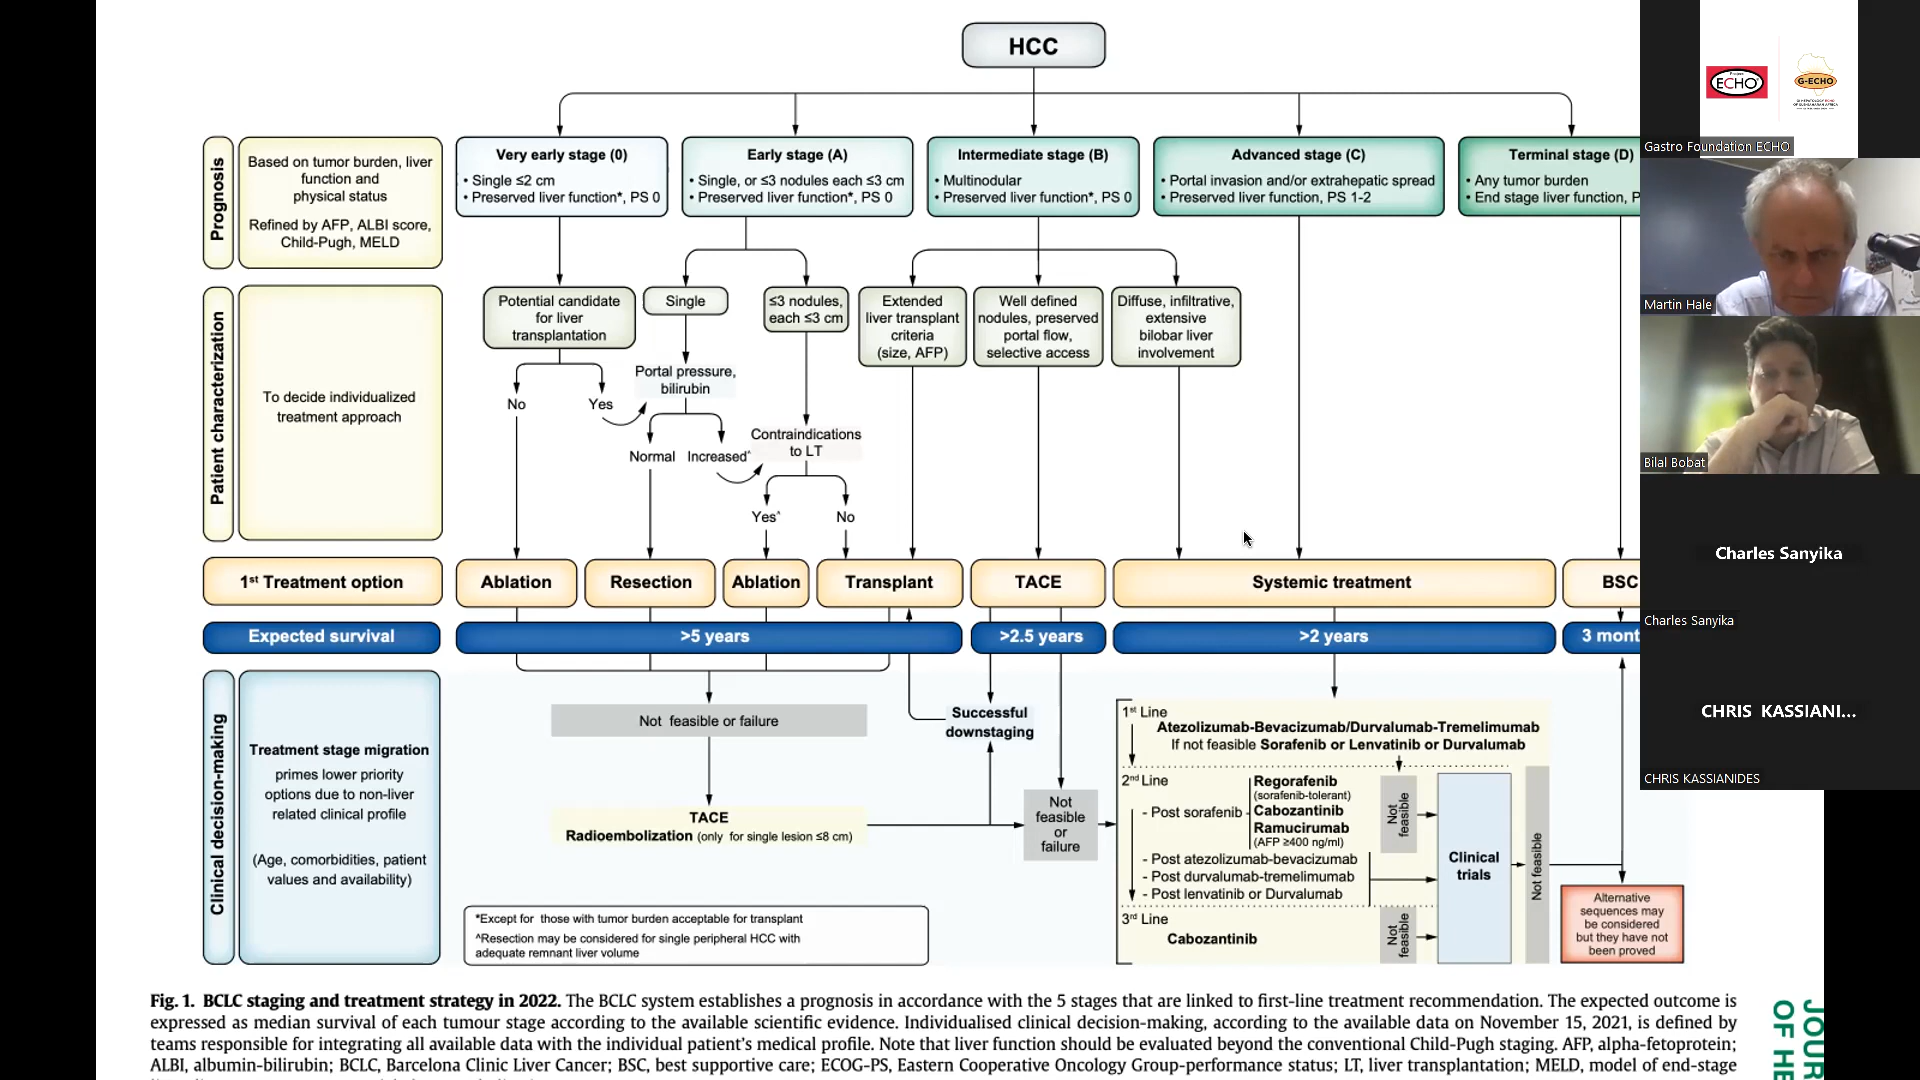 HCC
Prognosis
Based on tumor burden, liver
function and
physical status
Refined by AFP, ALBI score,
Child-Pugh, MELD
Very early stage (0)
• Single ≤2 cm
• Preserved liver function*, PS 0
Early stage (A)
• Single, or ≤3 nodules each ≤3 cm
• Preserved liver function*, PS 0
Intermediate stage (B)
• Multinodular
• Preserved liver function*, PS 0
Advanced stage (C)
• Portal invasion and/or extrahepatic spread
• Preserved liver function, PS 1-2
Terminal stage (D)
• Any tumor burden
• End stage liver function, P
Patient characterization
To decide individualized
treatment approach
Potential candidate
for liver
transplantation
Single
≤3 nodules,
each ≤3 cm
Extended
liver transplant
criteria
(size, AFP)
Well defined
nodules, preserved
portal flow,
selective access
Diffuse, infiltrative,
extensive
bilobar liver
involvement
No
Yes
Portal pressure,
bilirubin
Normal
Increased^
Contraindications
to LT
Yes^
No
1st Treatment option
Ablation
Resection
Ablation
Transplant
TACE
Systemic treatment
BSC
Expected survival
>5 years
>2.5 years
>2 years
3 mont
Clinical decision-making
Treatment stage migration
primes lower priority
options due to non-liver
related clinical profile
(Age, comorbidities, patient
values and availability)
Not feasible or failure
TACE
Radioembolization (only for single lesion ≤8 cm)
Successful
downstaging
Not
feasible
or
failure
1st Line
Atezolizumab-Bevacizumab/Durvalumab-Tremelimumab
If not feasible Sorafenib or Lenvatinib or Durvalumab
2nd Line
- Post sorafenib
Regorafenib
(sorafenib-tolerant)
Cabozantinib
Ramucirumab
(AFP ≥400 ng/ml)
- Post atezolizumab-bevacizumab
- Post durvalumab-tremelimumab
- Post lenvatinib or Durvalumab
3rd Line
Cabozantinib
Not feasible
Not feasible
Clinical
trials
Not feasible
Alternative
sequences may
be considered
but they have not
been proved
*Except for those with tumor burden acceptable for transplant
^Resection may be considered for single peripheral HCC with
adequate remnant liver volume
Fig. 1. BCLC staging and treatment strategy in 2022. The BCLC system establishes a prognosis in accordance with the 5 stages that are linked to first-line treatment recommendation. The expected outcome is
expressed as median survival of each tumour stage according to the available scientific evidence. Individualised clinical decision-making, according to the available data on November 15, 2021, is defined by
teams responsible for integrating all available data with the individual patient's medical profile. Note that liver function should be evaluated beyond the conventional Child-Pugh staging. AFP, alpha-fetoprotein;
ALBI, albumin-bilirubin; BCLC, Barcelona Clinic Liver Cancer; BSC, best supportive care; ECOG-PS, Eastern Cooperative Oncology Group-performance status; LT, liver transplantation; MELD, model of end-stage
JOUR
OF HE
ECHO
G-ECHO
Gastro Foundation ECHO
Martin Hale
Bilal Bobat
Charles Sanyika
Charles Sanyika
CHRIS KASSIANI...
CHRIS KASSIANIDES